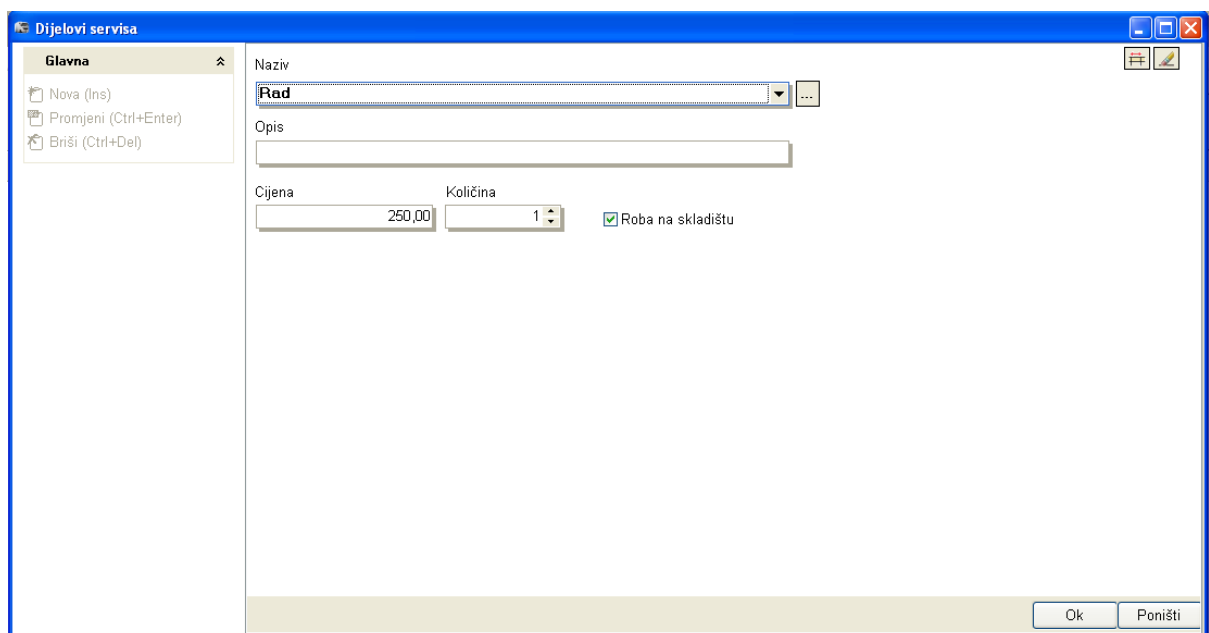 Dijelovi servisa
Glavna
Nova (Ins)
Promjeni (Ctrl+Enter)
Briši (Ctrl+Del)
Naziv
Rad
...
Opis
Cijena
Količina
250,00
1
Roba na skladištu
Ok
Poništi